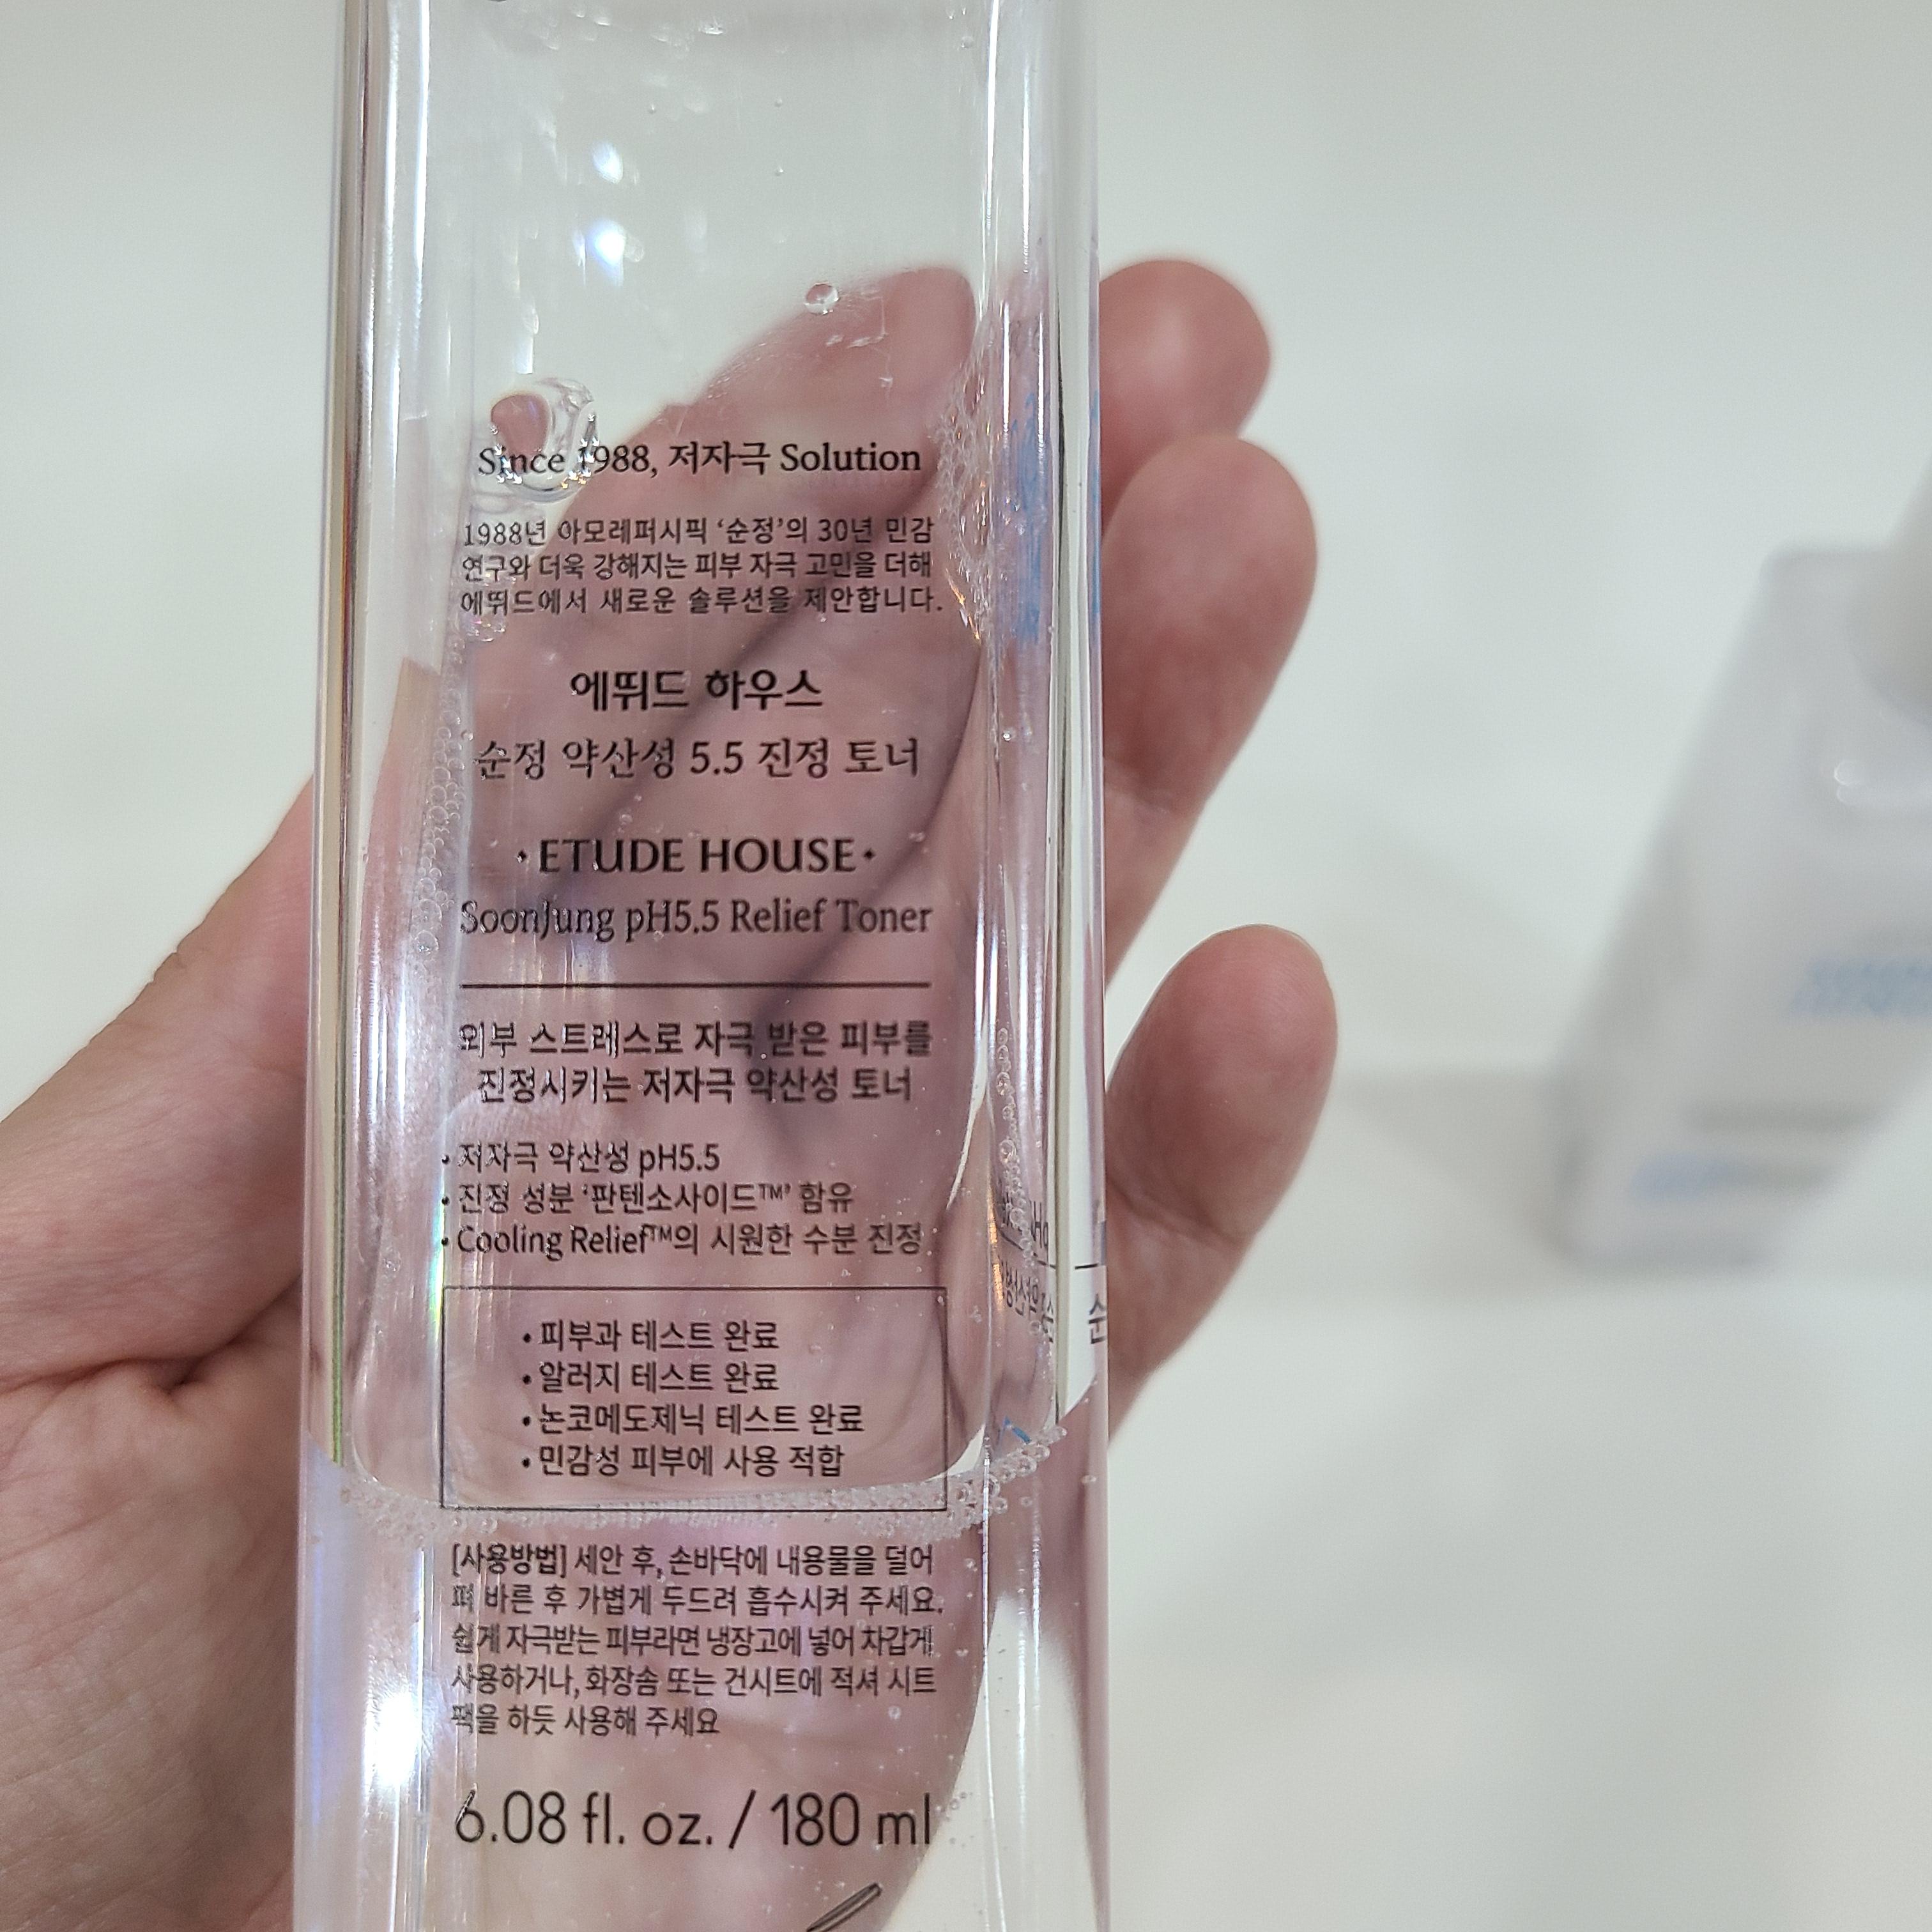 Since 1988, 저자극 Solution
1988년 아모레퍼시픽 ‘순정’의 30년 민감
연구와 더욱 강해지는 피부 자극 고민을 더해
에뛰드에서 새로운 솔루션을 제안합니다.
에뛰드 하우스
순정 약산성 5.5 진정 토너
·ETUDE HOUSE·
SoonJung pH5.5 Relief Toner
외부 스트레스로 자극 받은 피부를
진정시키는 저자극 약산성 토너
• 저자극 약산성 pH5.5
• 진정 성분 ‘판텐소사이드™’ 함유
• Cooling Relief™의 시원한 수분 진정
• 피부과 테스트 완료
• 알러지 테스트 완료
• 논코메도제닉 테스트 완료
• 민감성 피부에 사용 적합
[사용방법] 세안 후, 손바닥에 내용물을 덜어
펴 바른 후 가볍게 두드려 흡수시켜 주세요.
쉽게 자극받는 피부라면 냉장고에 넣어 차갑게
사용하거나, 화장솜 또는 건시트에 적셔 시트
팩을 하듯 사용해 주세요
6.08 fl. oz. / 180 ml